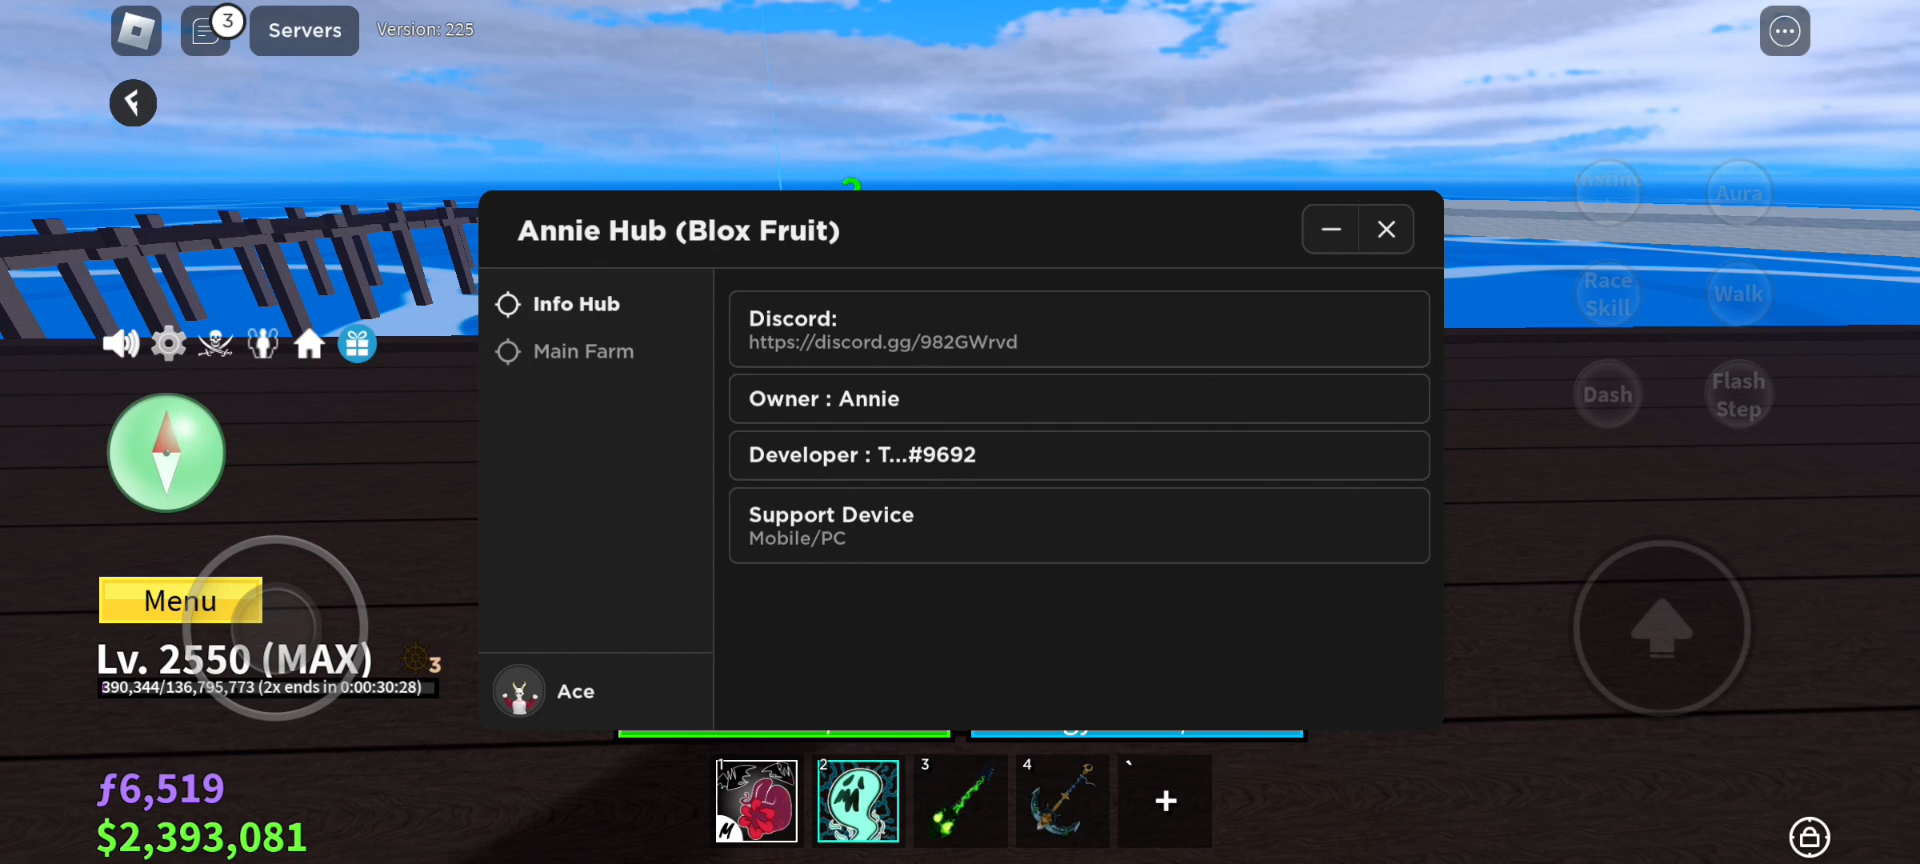 3
Servers
Version: 225
Annie Hub (Blox Fruit)
Info Hub
Main Farm
Discord:
https://discord.gg/982GWrvd
Owner : Annie
Developer : T...#9692
Support Device
Mobile/PC
Ace
Aura
Race
Skill
Walk
Dash
Flash
Step
Menu
Lv. 2550 (MAX)
3
390,344/136,795,773 (2x ends in 0:00:30:28)
ƒ6,519
$2,393,081
1
M
2
3
4
+